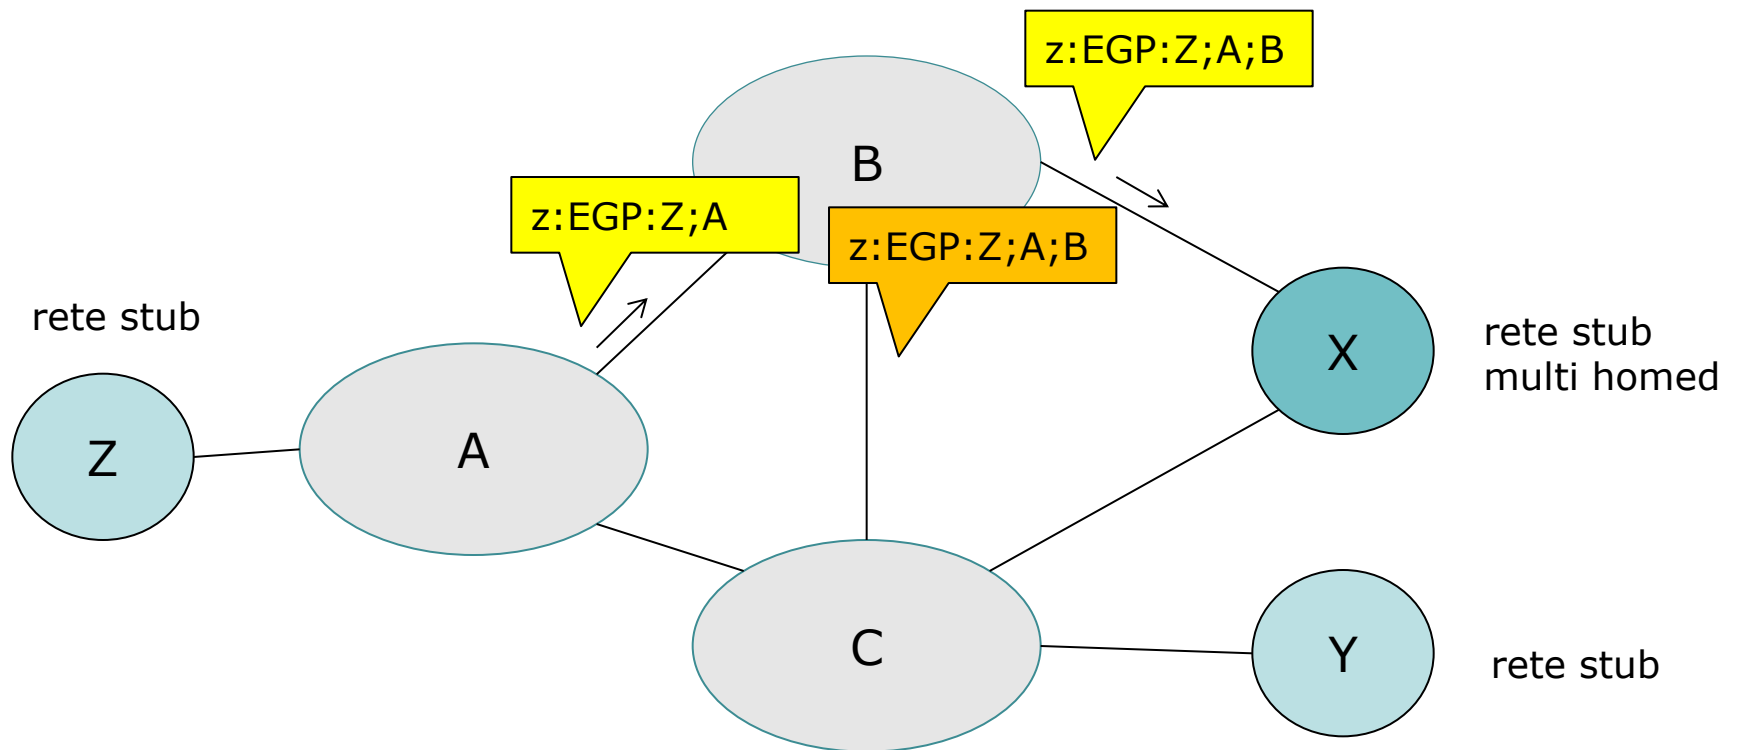 z:EGP:Z;A;B
B
z:EGP:Z;A
z:EGP:Z;A;B
rete stub
X
rete stub
multi homed
Z
A
C
Y
rete stub